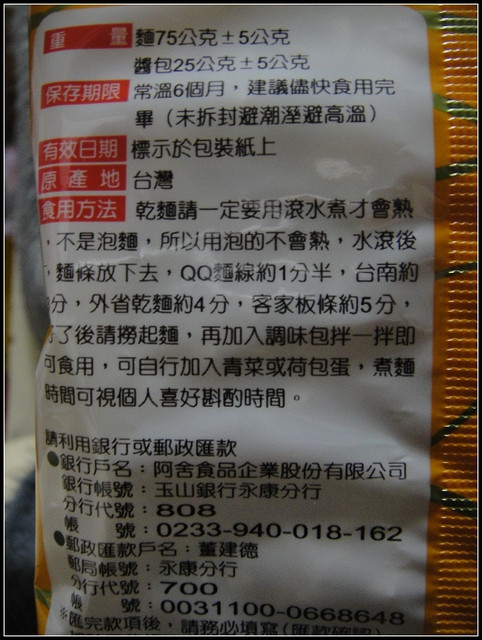 重 量 麵75公克±5公克
醬包25公克±5公克
保存期限 常溫6個月，建議儘快食用完
畢（未拆封避潮溼避高溫）
有效日期 標示於包裝紙上
原產地 台灣
食用方法 乾麵請一定要用滾水煮才會熟
，不是泡麵，所以用泡的不會熟，水滾後
，麵條放下去，QQ麵線約1分半，台南約
分，外省乾麵約4分，客家板條約5分，
了後請撈起麵，再加入調味包拌一拌即
可食用，可自行加入青菜或荷包蛋，煮麵
時間可視個人喜好斟酌時間。
請利用銀行或郵政匯款
●銀行戶名：阿舍食品企業股份有限公司
銀行帳號：玉山銀行永康分行
分行代號：808
帳 號：0233-940-018-162
●郵政匯款戶名：董建德
郵局帳號：永康分行
分行代號：700
帳 號：0031100-0668648
※匯完款項後，請務必填寫（匯款確認）